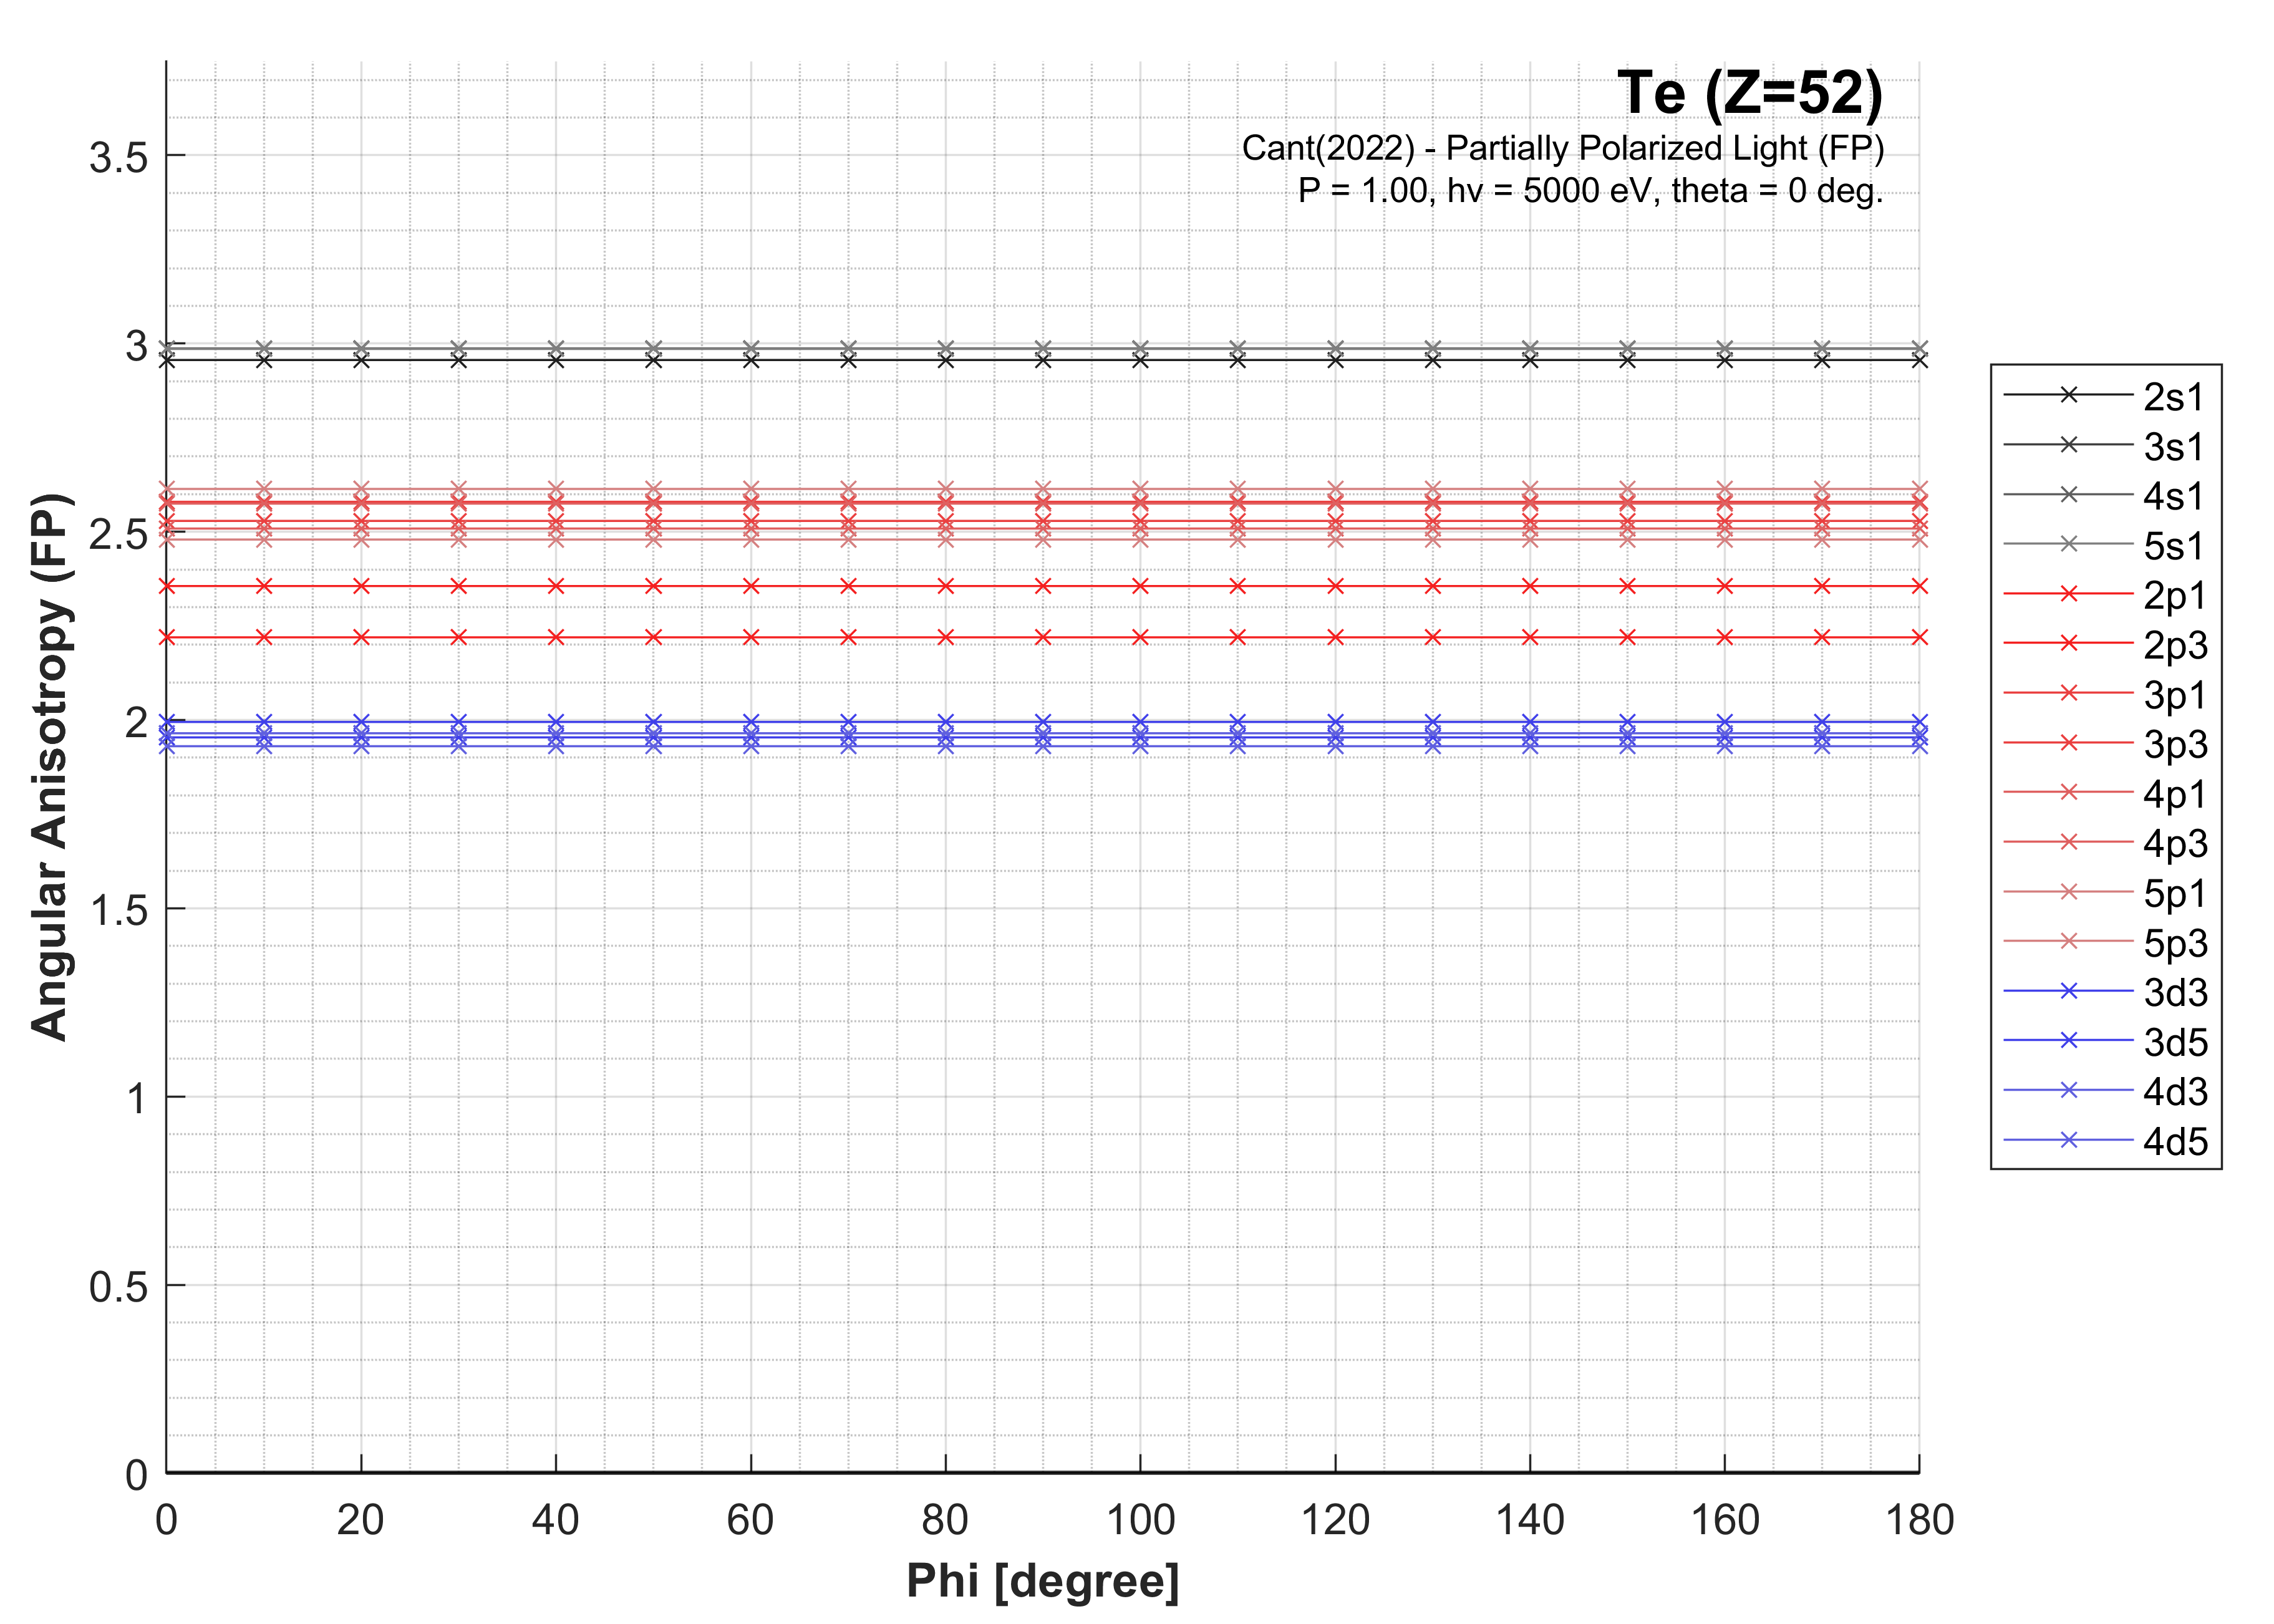 Te (Z=52)
Cant(2022) - Partially Polarized Light (FP)
P = 1.00, hv = 5000 eV, theta = 0 deg.
Angular Anisotropy (FP)
3.5
3
2.5
2
1.5
1
0.5
0
0 20 40 60 80 100 120 140 160 180
Phi [degree]
2s1
3s1
4s1
5s1
2p1
2p3
3p1
3p3
4p1
4p3
5p1
5p3
3d3
3d5
4d3
4d5